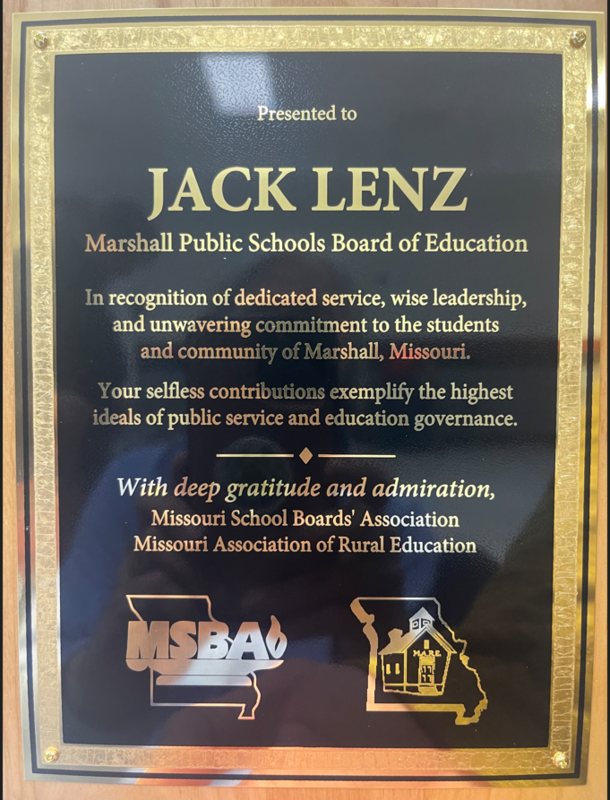 Presented to
JACK LENZ
Marshall Public Schools Board of Education
In recognition of dedicated service, wise leadership,
and unwavering commitment to the students
and community of Marshall, Missouri.
Your selfless contributions exemplify the highest
ideals of public service and education governance.
With deep gratitude and admiration,
Missouri School Boards' Association
Missouri Association of Rural Education
MSBA
M.A.R.E.